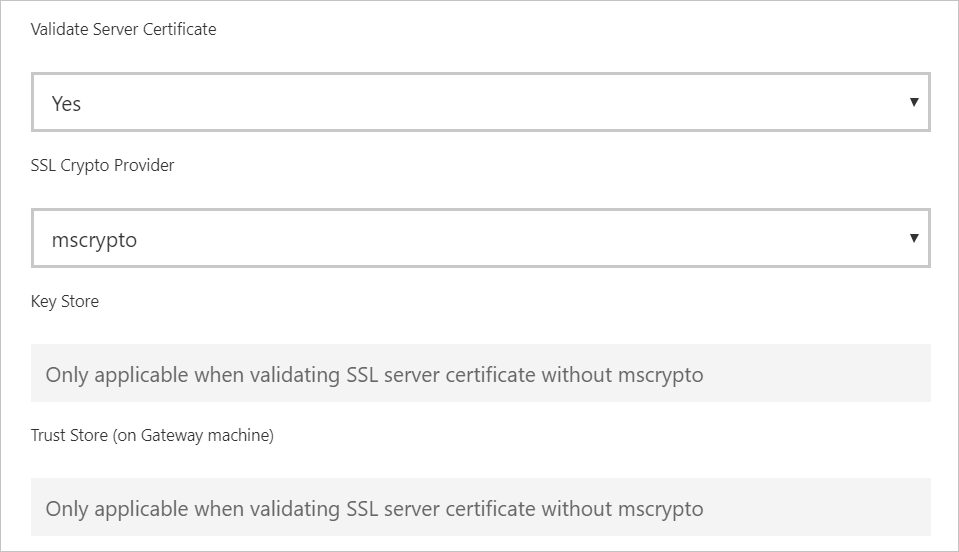 Validate Server Certificate
Yes
SSL Crypto Provider
mscrypto
Key Store
Only applicable when validating SSL server certificate without mscrypto
Trust Store (on Gateway machine)
Only applicable when validating SSL server certificate without mscrypto